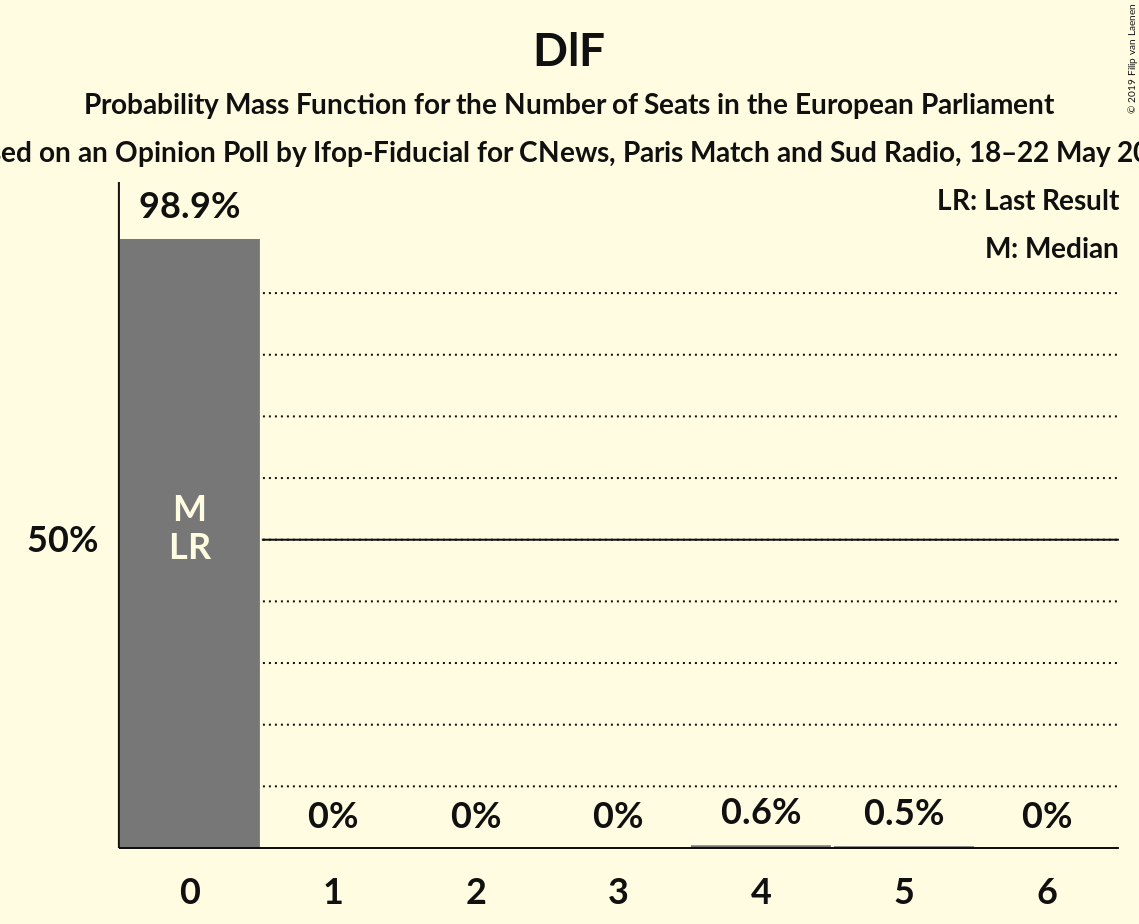 DIF
Probability Mass Function for the Number of Seats in the European Parliament
sed on an Opinion Poll by Ifop-Fiducial for CNews, Paris Match and Sud Radio, 18–22 May 20
© 2019 Filip van Laenen
LR: Last Result
M: Median
98.9%
M
LR
50%
0% 0% 0% 0.6% 0.5% 0%
0 1 2 3 4 5 6